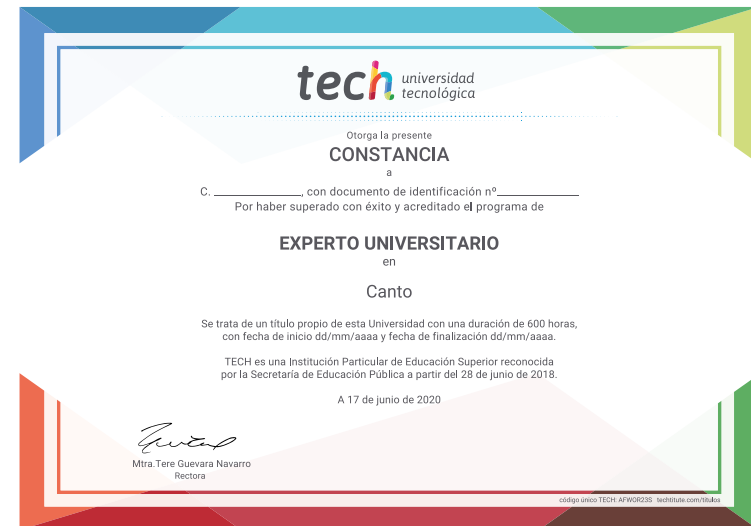 tech universidad
tecnológica
Otorga la presente
CONSTANCIA
a
C. ______________, con documento de identificación nº______________
Por haber superado con éxito y acreditado el programa de
EXPERTO UNIVERSITARIO
en
Canto
Se trata de un título propio de esta Universidad con una duración de 600 horas,
con fecha de inicio dd/mm/aaaa y fecha de finalización dd/mm/aaaa.
TECH es una Institución Particular de Educación Superior reconocida
por la Secretaría de Educación Pública a partir del 28 de junio de 2018.
A 17 de junio de 2020
Mtra.Tere Guevara Navarro
Rectora
código único TECH: AFWOR23S techtitute.com/titulos